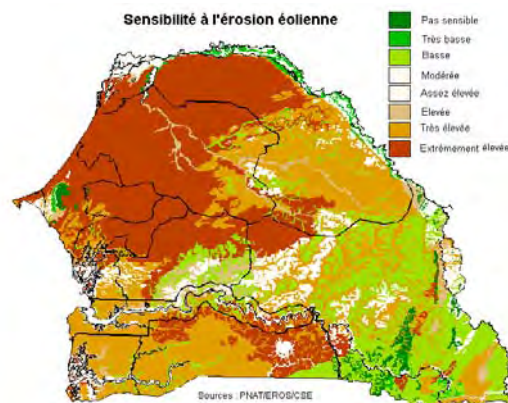 Sensibilité à l'érosion éolienne
Pas sensible
Très basse
Basse
Modérée
Assez élevée
Elevée
Très élevée
Extrêmement élevée
Sources : PNAT/EROS/CSE